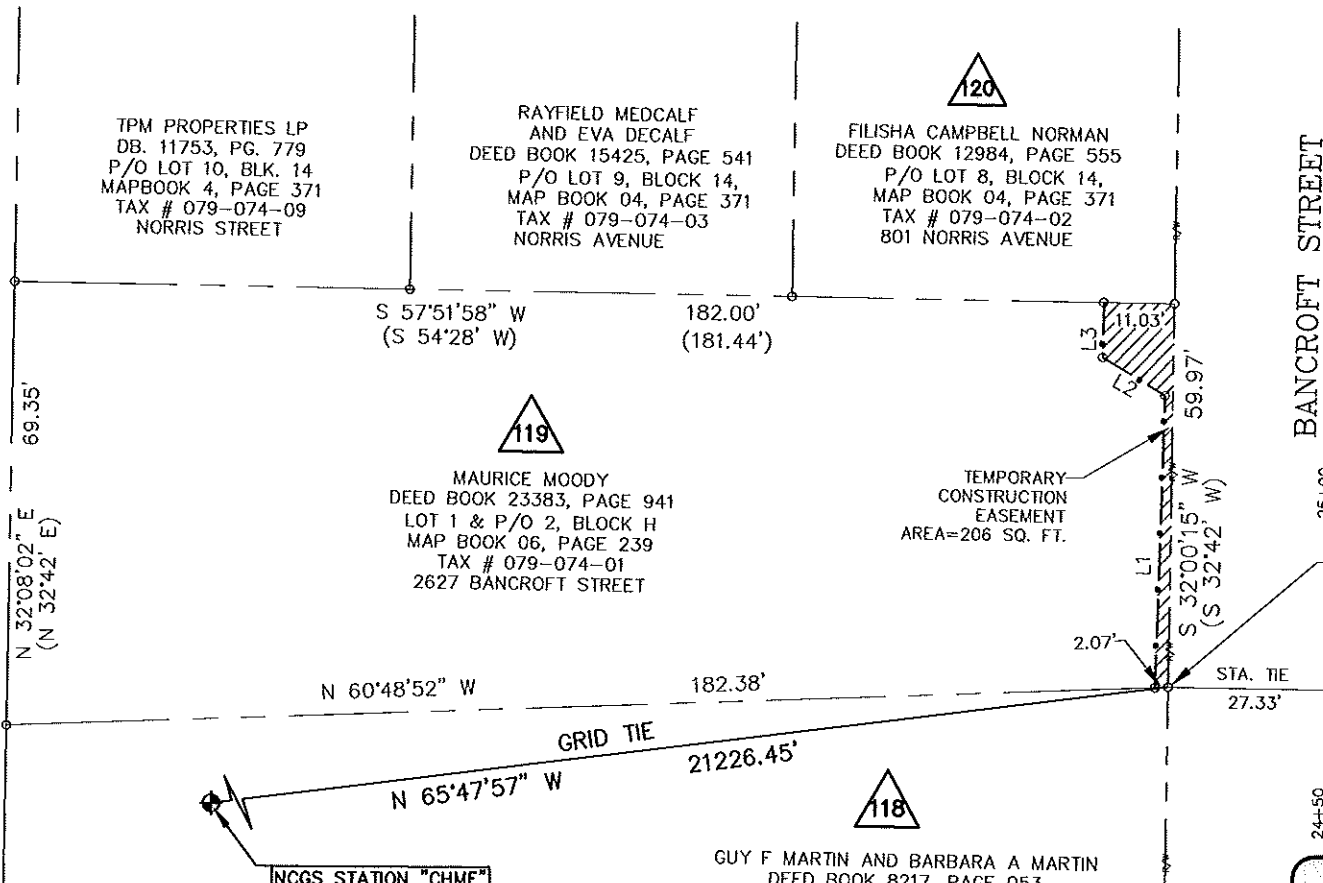 TPM PROPERTIES LP
DB. 11753, PG. 779
P/O LOT 10, BLK. 14
MAPBOOK 4, PAGE 371
TAX # 079-074-09
NORRIS STREET
RAYFIELD MEDCALF
AND EVA DECALF
DEED BOOK 15425, PAGE 541
P/O LOT 9, BLOCK 14,
MAP BOOK 04, PAGE 371
TAX # 079-074-03
NORRIS AVENUE
120
FILISHA CAMPBELL NORMAN
DEED BOOK 12984, PAGE 555
P/O LOT 8, BLOCK 14,
MAP BOOK 04, PAGE 371
TAX # 079-074-02
801 NORRIS AVENUE
BANCROFT STREET
S 57°51'58" W 182.00'
(S 54°28' W) (181.44')
11.03'
L3
L2
59.97'
69.35'
N 32°08'02" E
(N 32°42' E)
119
MAURICE MOODY
DEED BOOK 23383, PAGE 941
LOT 1 & P/O 2, BLOCK H
MAP BOOK 06, PAGE 239
TAX # 079-074-01
2627 BANCROFT STREET
TEMPORARY
CONSTRUCTION
EASEMENT
AREA=206 SQ. FT.
L1
S 32°00'15" W
(S 32°42' W)
2.07'
STA. TIE
27.33'
N 60°48'52" W 182.38'
GRID TIE
N 65°47'57" W 21226.45'
118
24+50
NCGS STATION "CHME"
GUY F MARTIN AND BARBARA A MARTIN
DEED BOOK 8217, PAGE 053